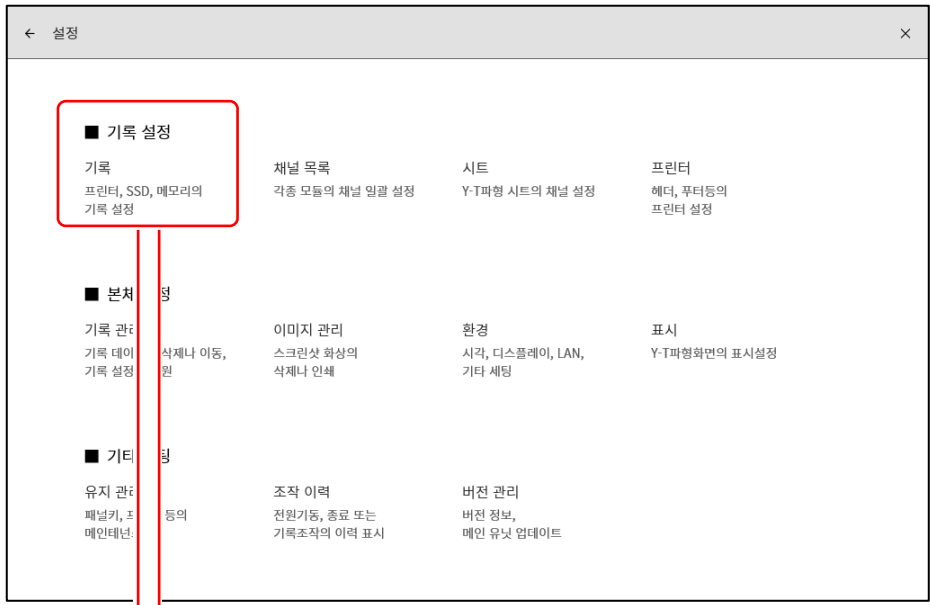 ← 설정 ×
■ 기록 설정
기록
프린터, SSD, 메모리의
기록 설정
채널 목록
각종 모듈의 채널 일괄 설정
시트
Y-T파형 시트의 채널 설정
프린터
헤더, 푸터등의
프린터 설정
■ 본체 정
기록
기록 데이 삭제나 이동,
기록 설정 원
이미지 관리
스크린샷 화상의
삭제나 인쇄
환경
시각, 디스플레이, LAN,
기타 세팅
표시
Y-T파형화면의 표시설정
■ 기타 팅
유지
패널키, 등의
메인테넌
조작 이력
전원기동, 종료 또는
기록조작의 이력 표시
버전 관리
버전 정보,
메인 유닛 업데이트